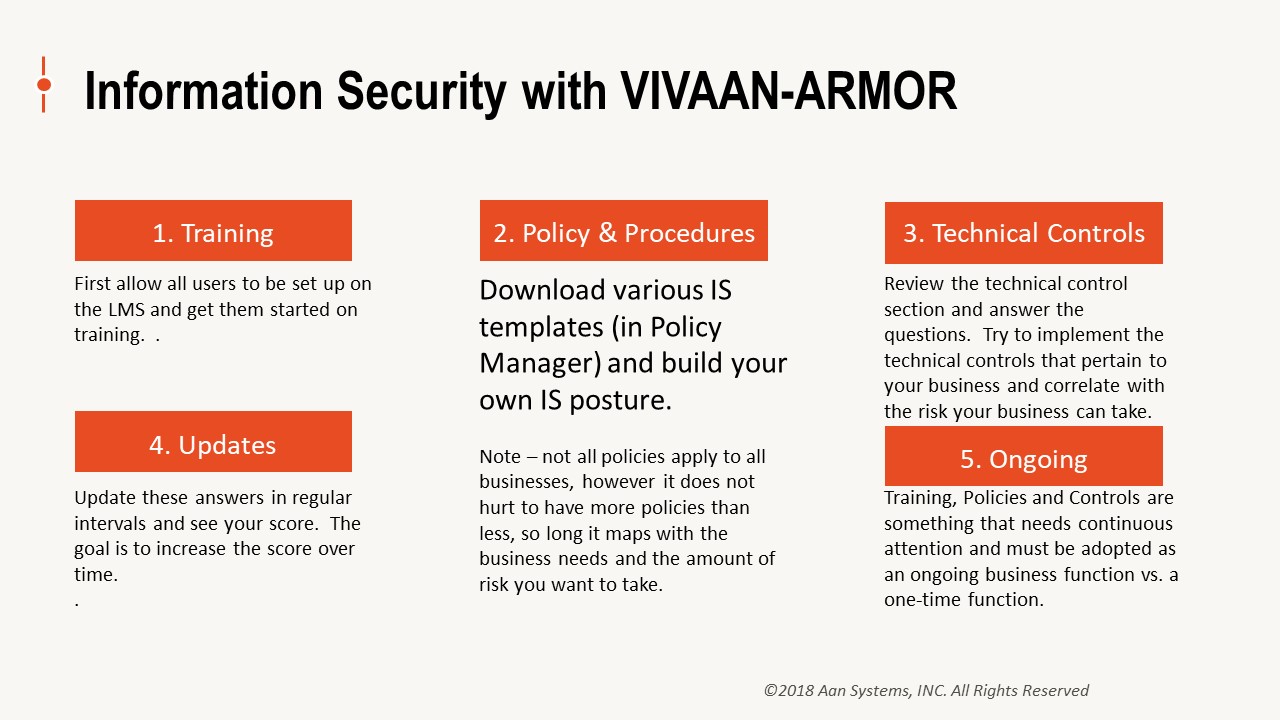 Information Security with VIVAAN-ARMOR
1. Training
First allow all users to be set up on
the LMS and get them started on
training.  .
2. Policy & Procedures
Download various IS
templates (in Policy
Manager) and build your
own IS posture.
Note – not all policies apply to all
businesses, however it does not
hurt to have more policies than
less, so long it maps with the
business needs and the amount of
risk you want to take.
3. Technical Controls
Review the technical control
section and answer the
questions.  Try to implement the
technical controls that pertain to
your business and correlate with
the risk your business can take.
4. Updates
Update these answers in regular
intervals and see your score.  The
goal is to increase the score over
time.
.
5. Ongoing
Training, Policies and Controls are
something that needs continuous
attention and must be adopted as
an ongoing business function vs. a
one-time function.
©2018 Aan Systems, INC. All Rights Reserved